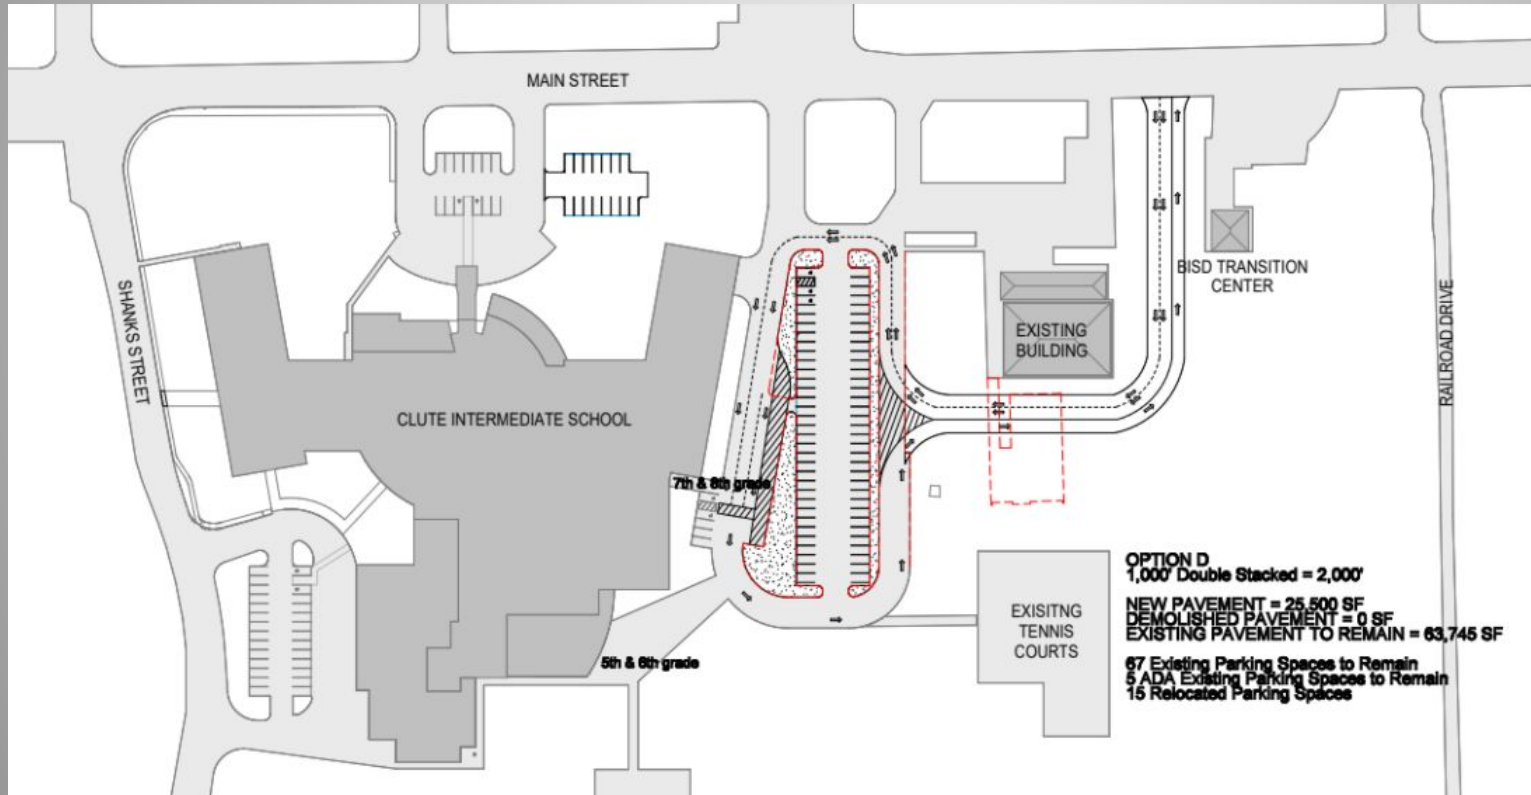 MAIN STREET
SHANKS STREET
BISD TRANSITION
CENTER
EXISTING
BUILDING
RAILROAD DRIVE
CLUTE INTERMEDIATE SCHOOL
7th & 8th grade
5th & 6th grade
EXISITNG
TENNIS
COURTS
OPTION D
1,000' Double Stacked = 2,000'
NEW PAVEMENT = 25,500 SF
DEMOLISHED PAVEMENT = 0 SF
EXISTING PAVEMENT TO REMAIN = 63,745 SF
67 Existing Parking Spaces to Remain
5 ADA Existing Parking Spaces to Remain
15 Relocated Parking Spaces